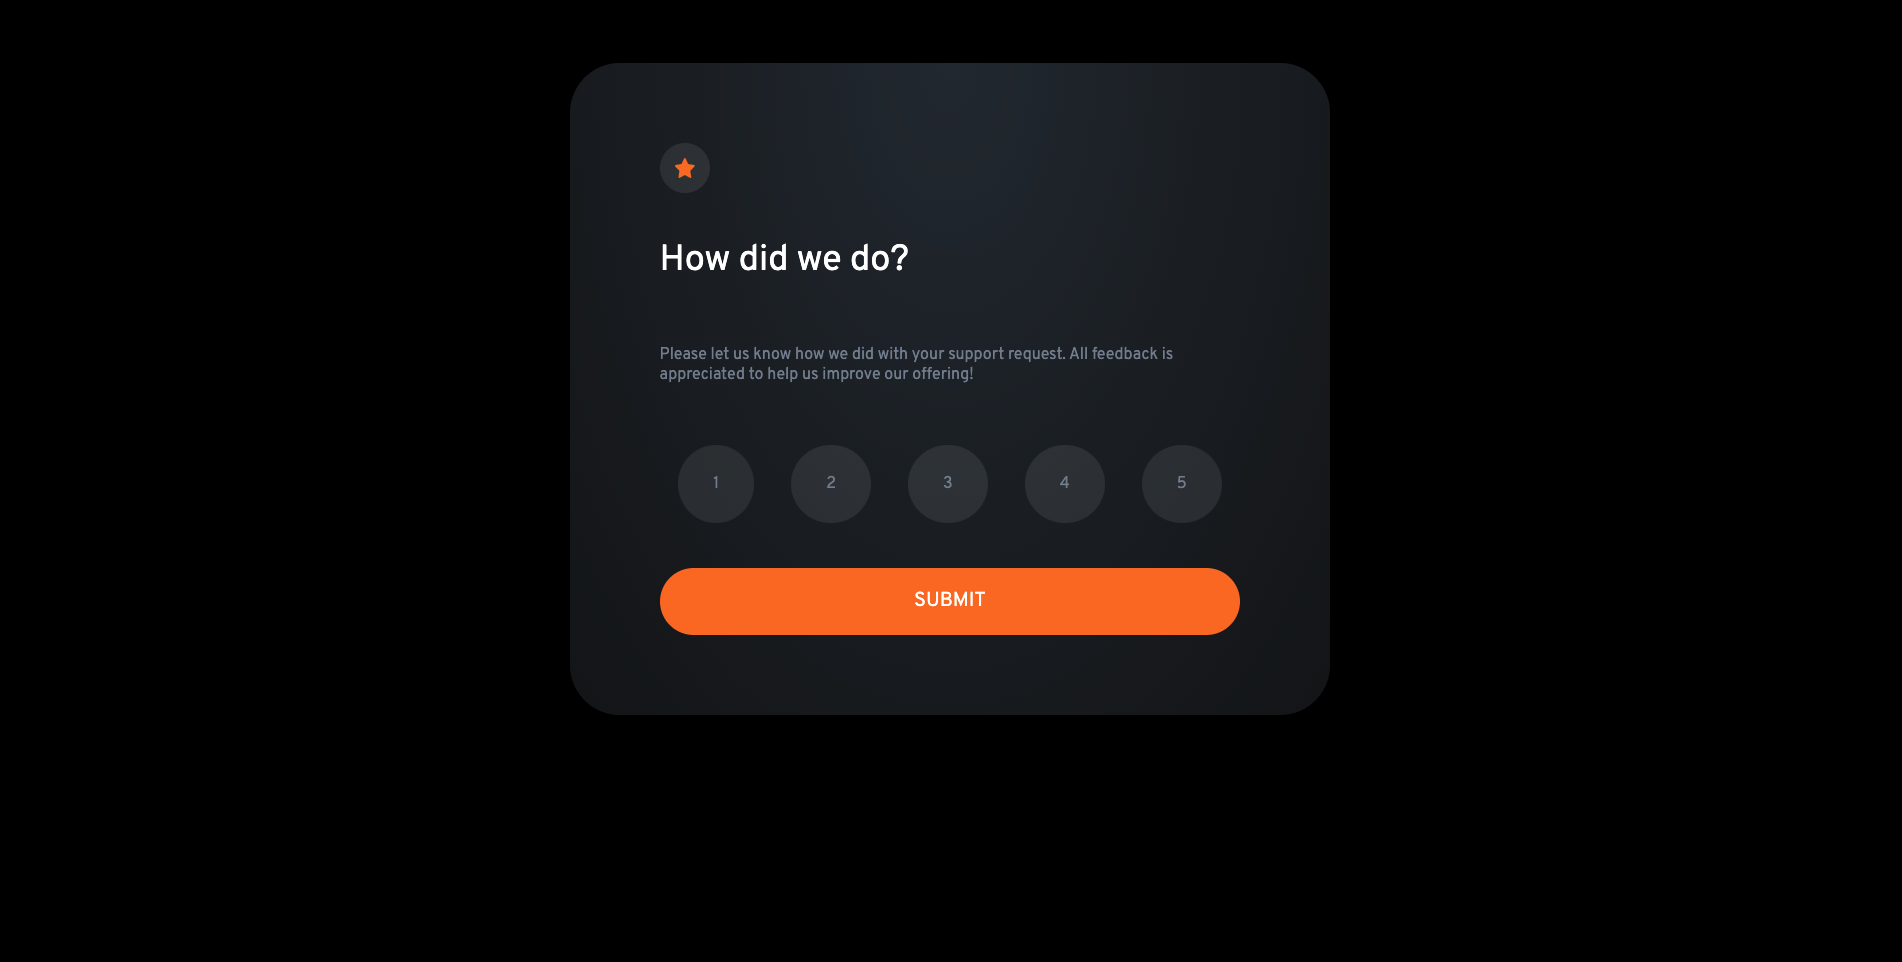 How did we do?
Please let us know how we did with your support request. All feedback is
appreciated to help us improve our offering!
1 2 3 4 5
SUBMIT